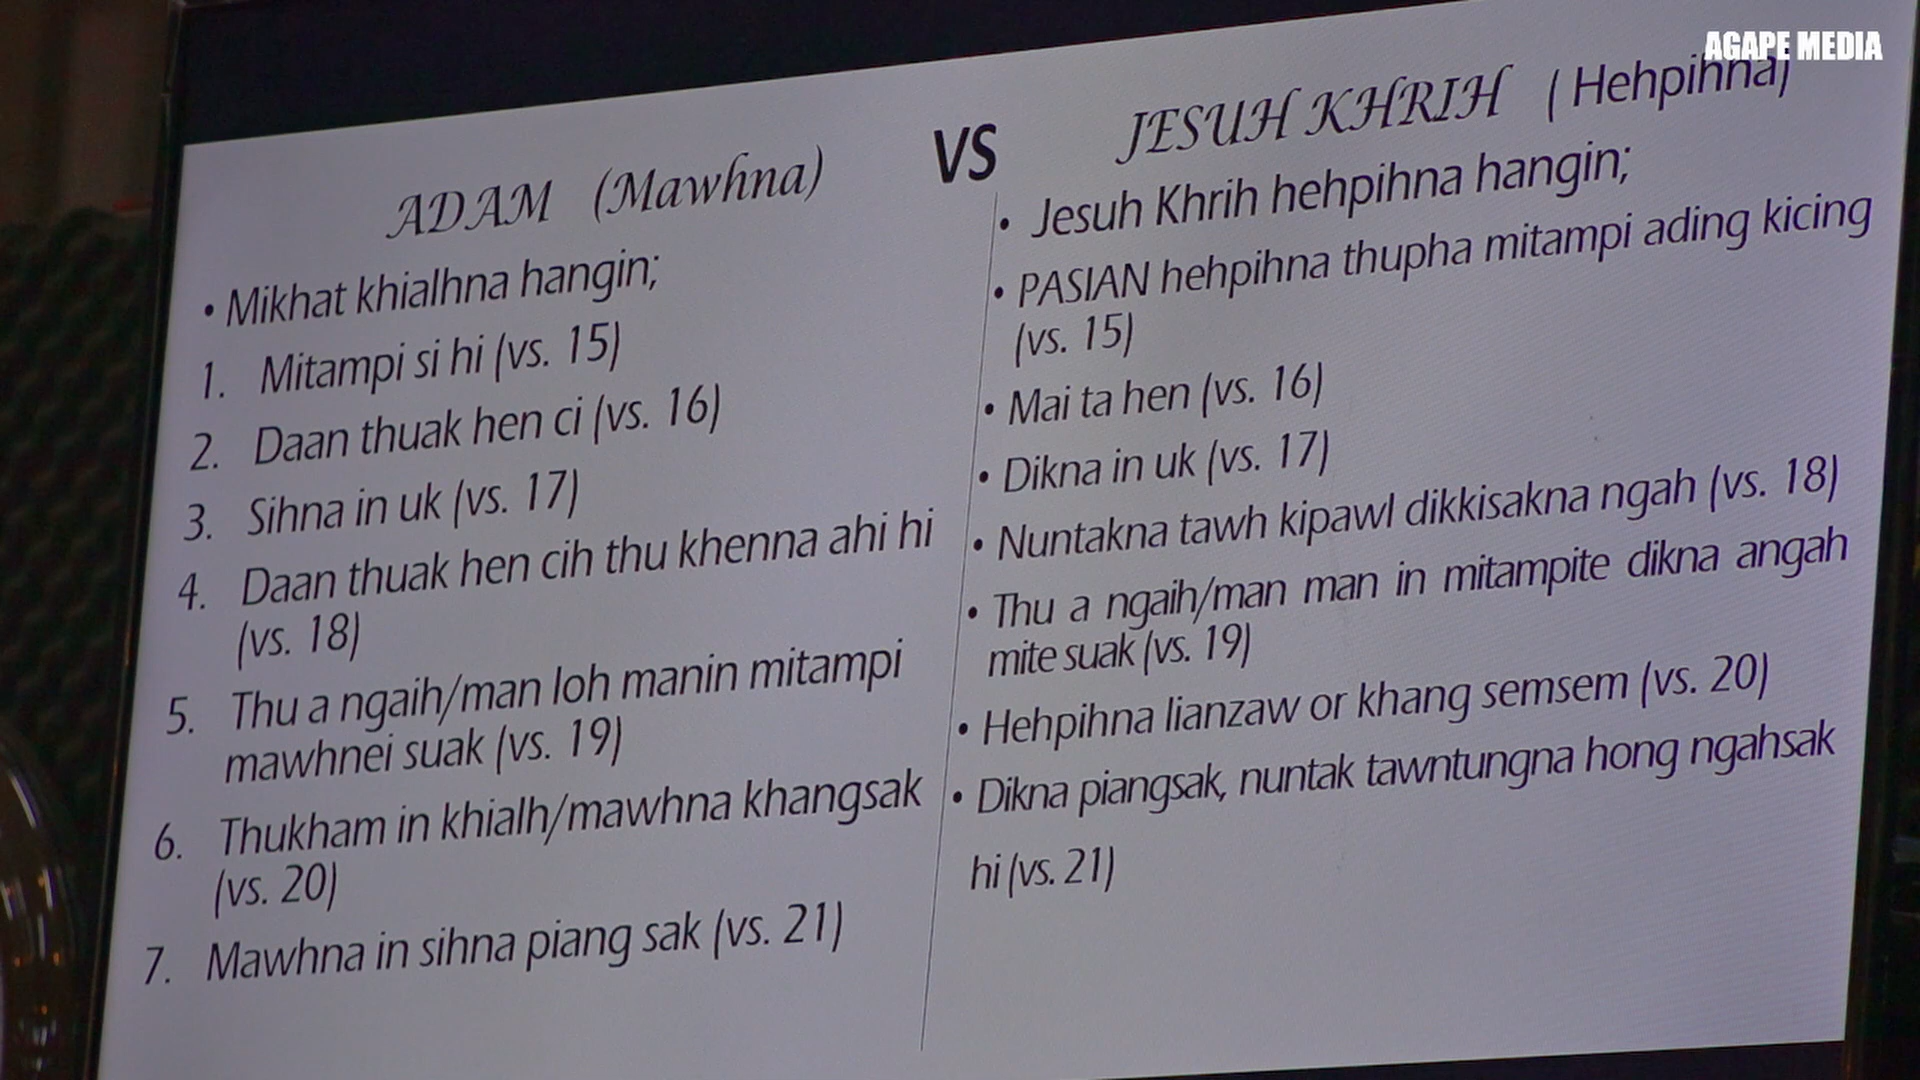 AGAPE MEDIA
ADAM (Mawhna)
VS
JESUH KHRIH ( Hehpihna)
• Mikhat khialhna hangin;
1. Mitampi si hi (vs. 15)
2. Daan thuak hen ci (vs. 16)
3. Sihna in uk (vs. 17)
4. Daan thuak hen cih thu khenna ahi hi
(vs. 18)
5. Thu a ngaih/man loh manin mitampi
mawhnei suak (vs. 19)
6. Thukham in khialh/mawhna khangsak
(vs. 20)
7. Mawhna in sihna piang sak (vs. 21)
• Jesuh Khrih hehpihna hangin;
• PASIAN hehpihna thupha mitampi ading kicing
(vs. 15)
• Mai ta hen (vs. 16)
• Dikna in uk (vs. 17)
• Nuntakna tawh kipawl dikkisakna ngah (vs. 18)
• Thu a ngaih/man man in mitampite dikna angah
mite suak (vs. 19)
• Hehpihna lianzaw or khang semsem (vs. 20)
• Dikna piangsak, nuntak tawntungna hong ngahsak
hi (vs. 21)